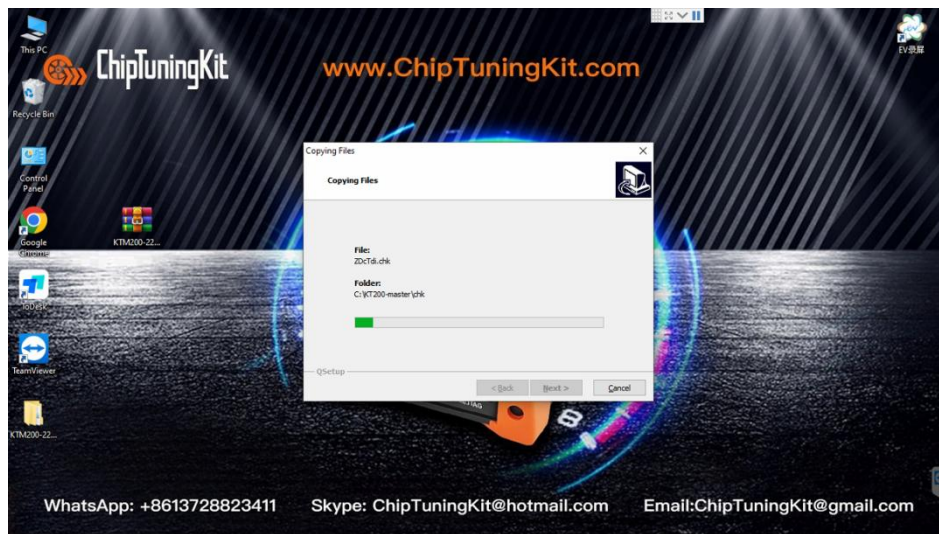 This PC
ChipTuningKit
www.ChipTuningKit.com
EV录屏
Recycle Bin
Control
Panel
Google
Chrome
KTM200-22...
ToDesk
TeamViewer
KTM200-22...
Copying Files
Copying Files
File:
ZDcTdi.chk
Folder:
C:\KT200-master\chk
QSetup
< Back
Next >
Cancel
WhatsApp: +8613728823411
Skype: ChipTuningKit@hotmail.com
Email:ChipTuningKit@gmail.com